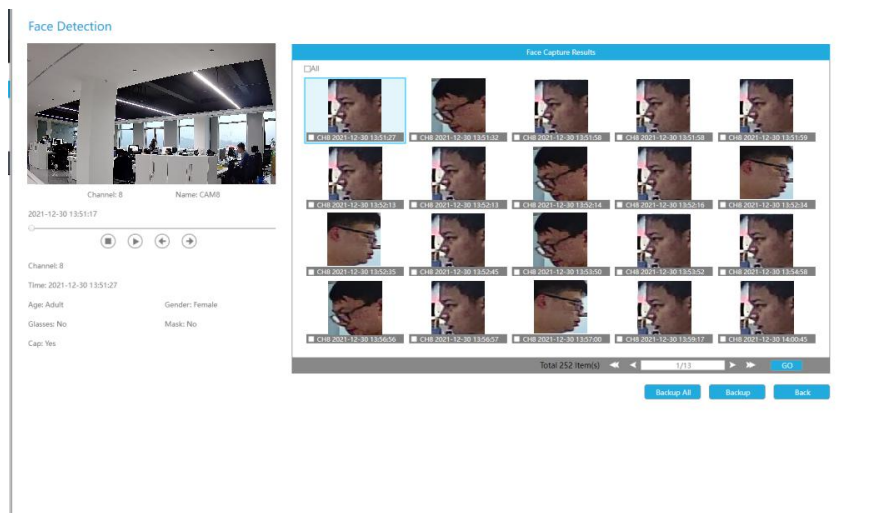 Face Detection
Face Capture Results
All
CH8 2021-12-30 13:51:27
CH8 2021-12-30 13:51:32
CH8 2021-12-30 13:51:58
CH8 2021-12-30 13:51:58
CH8 2021-12-30 13:51:59
CH8 2021-12-30 13:52:13
CH8 2021-12-30 13:52:13
CH8 2021-12-30 13:52:14
CH8 2021-12-30 13:52:16
CH8 2021-12-30 13:52:34
CH8 2021-12-30 13:52:35
CH8 2021-12-30 13:52:45
CH8 2021-12-30 13:53:50
CH8 2021-12-30 13:53:52
CH8 2021-12-30 13:54:58
CH8 2021-12-30 13:56:56
CH8 2021-12-30 13:56:57
CH8 2021-12-30 13:57:00
CH8 2021-12-30 13:59:17
CH8 2021-12-30 14:00:45
Total 252 Item(s)
1/13
GO
Backup All
Backup
Back
Channel: 8
Name: CAM8
2021-12-30 13:51:17
Channel: 8
Time: 2021-12-30 13:51:27
Age: Adult
Gender: Female
Glasses: No
Mask: No
Cap: Yes